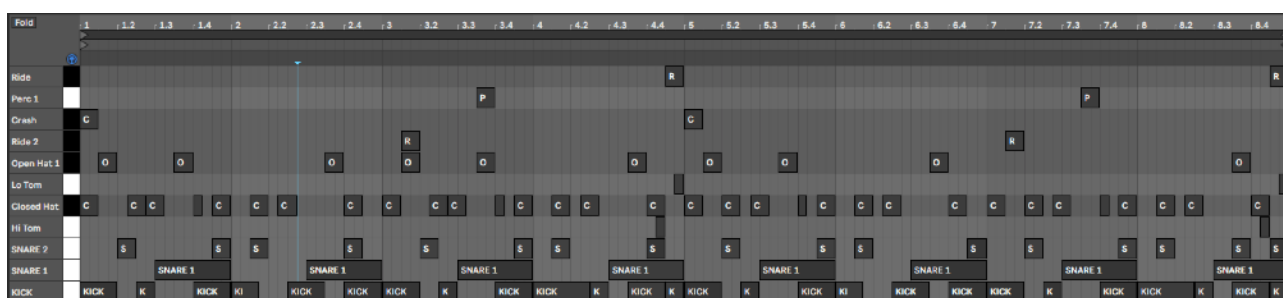 Fold 1 1.2 1.3 1.4 2 2.2 2.3 2.4 3 3.2 3.3 3.4 4 4.2 4.3 4.4 5 5.2 5.3 5.4 6 6.2 6.3 6.4 7 7.2 7.3 7.4 8 8.2 8.3 8.4
Ride R R
Perc 1 P P
Crash C C
Ride 2 R R
Open Hat 1 O O O O O O O O O O
Lo Tom
Closed Hat C C C C C C C C C C C C C C C C C C C C C C C C C C C C
Hi Tom
SNARE 2 S S S S S S S S S S S S S S S S
SNARE 1 SNARE 1 SNARE 1 SNARE 1 SNARE 1 SNARE 1 SNARE 1 SNARE 1 SNARE 1
KICK KICK K KICK KI KICK KICK KICK K KICK KICK K KICK K KICK K KICK KI KICK KICK KICK K KICK KICK K KICK K